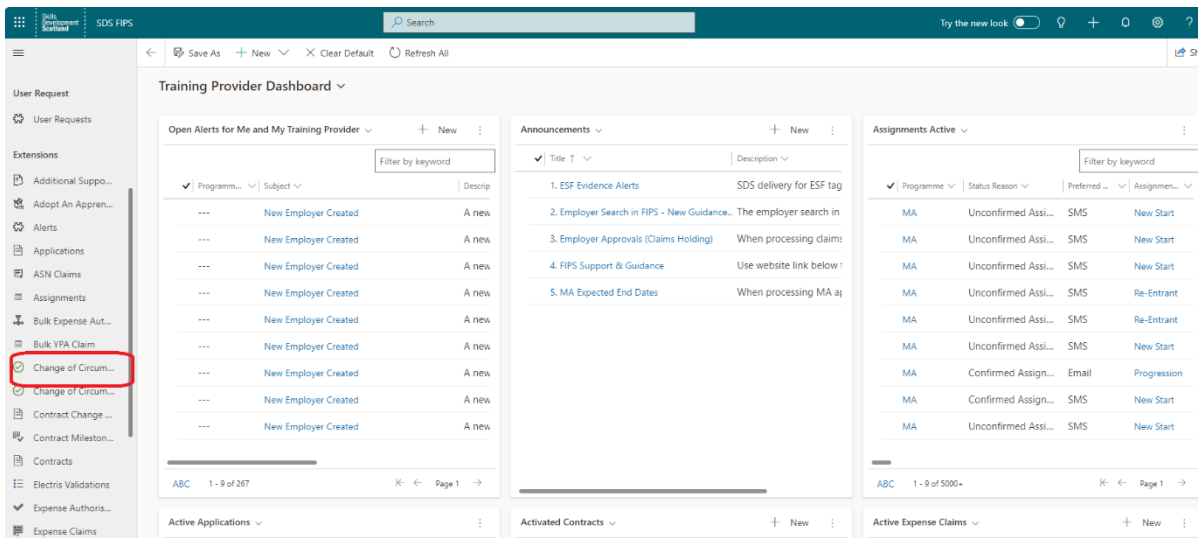 Skills
Development
Scotland
SDS FIPS
Search
Try the new look
?
Save As
New
Clear Default
Refresh All
Sh
Training Provider Dashboard
User Request
User Requests
Extensions
Additional Suppo...
Adopt An Appren...
Alerts
Applications
ASN Claims
Assignments
Bulk Expense Aut...
Bulk YPA Claim
Change of Circum...
Change of Circum...
Contract Change ...
Contract Mileston...
Contracts
Electris Validations
Expense Authoris...
Expense Claims
Open Alerts for Me and My Training Provider
New
Filter by keyword
Programm... Subject Descrip
--- New Employer Created A new
--- New Employer Created A new
--- New Employer Created A new
--- New Employer Created A new
--- New Employer Created A new
--- New Employer Created A new
--- New Employer Created A new
--- New Employer Created A new
--- New Employer Created A new
ABC 1 - 9 of 267 Page 1
Announcements
New
Title Description
1. ESF Evidence Alerts SDS delivery for ESF tag
2. Employer Search in FIPS - New Guidance.. The employer search in
3. Employer Approvals (Claims Holding) When processing claims
4. FIPS Support & Guidance Use website link below
5. MA Expected End Dates When processing MA ap
Assignments Active
Filter by keyword
Programme Status Reason Preferred ... Assignmen...
MA Unconfirmed Assi... SMS New Start
MA Unconfirmed Assi... SMS New Start
MA Unconfirmed Assi... SMS New Start
MA Unconfirmed Assi... SMS Re-Entrant
MA Unconfirmed Assi... SMS Re-Entrant
MA Unconfirmed Assi... SMS New Start
MA Confirmed Assign... Email Progression
MA Confirmed Assign... SMS New Start
MA Unconfirmed Assi... SMS New Start
ABC 1 - 9 of 5000+ Page 1
Active Applications
Activated Contracts
New
Active Expense Claims
New